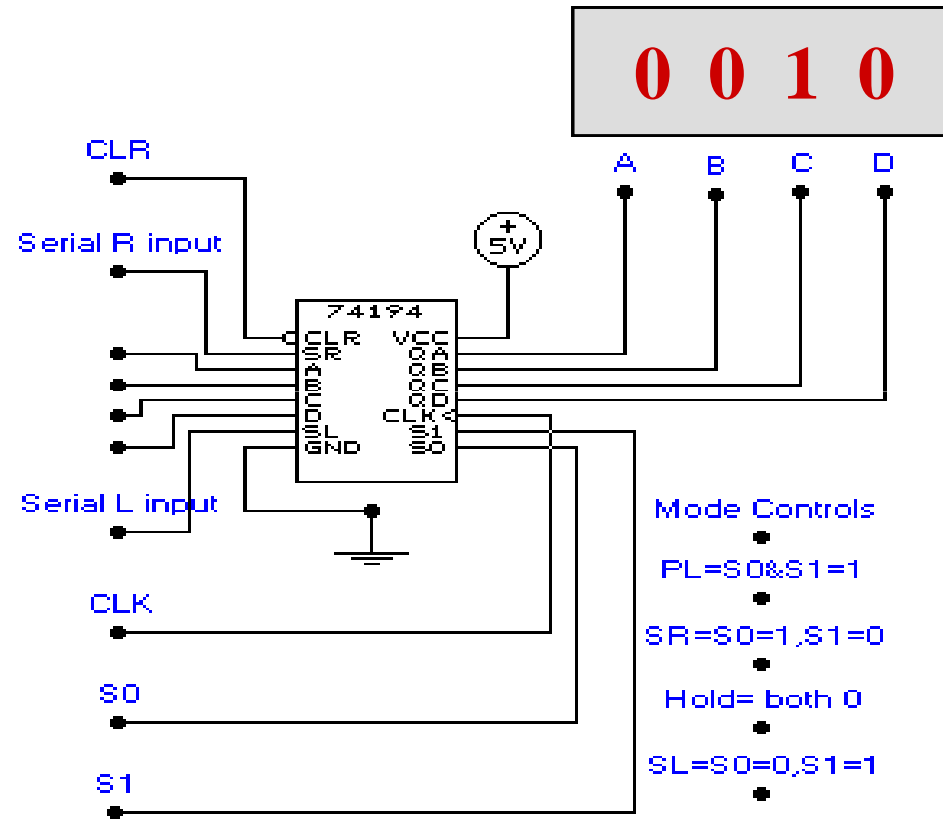 0 0 1 0
CLR
A B C D
Serial R input
+
5V
74194
CLR VCC
SR QA
A QB
B QC
C QD
D CLK<
SL S1
GND S0
Serial L input
Mode Controls
PL=S0&S1=1
CLK
SR=S0=1,S1=0
S0
Hold= both 0
SL=S0=0,S1=1
S1